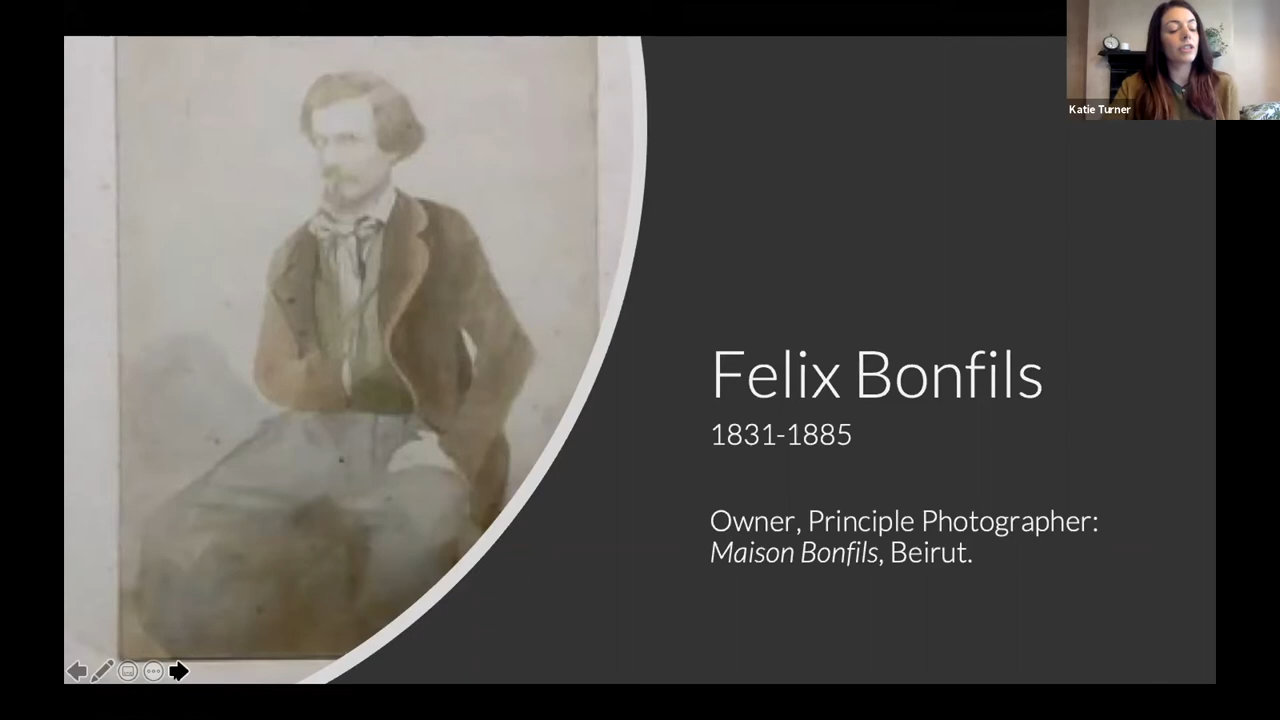 Katie Turner
Felix Bonfils
1831-1885
Owner, Principle Photographer:
Maison Bonfils, Beirut.